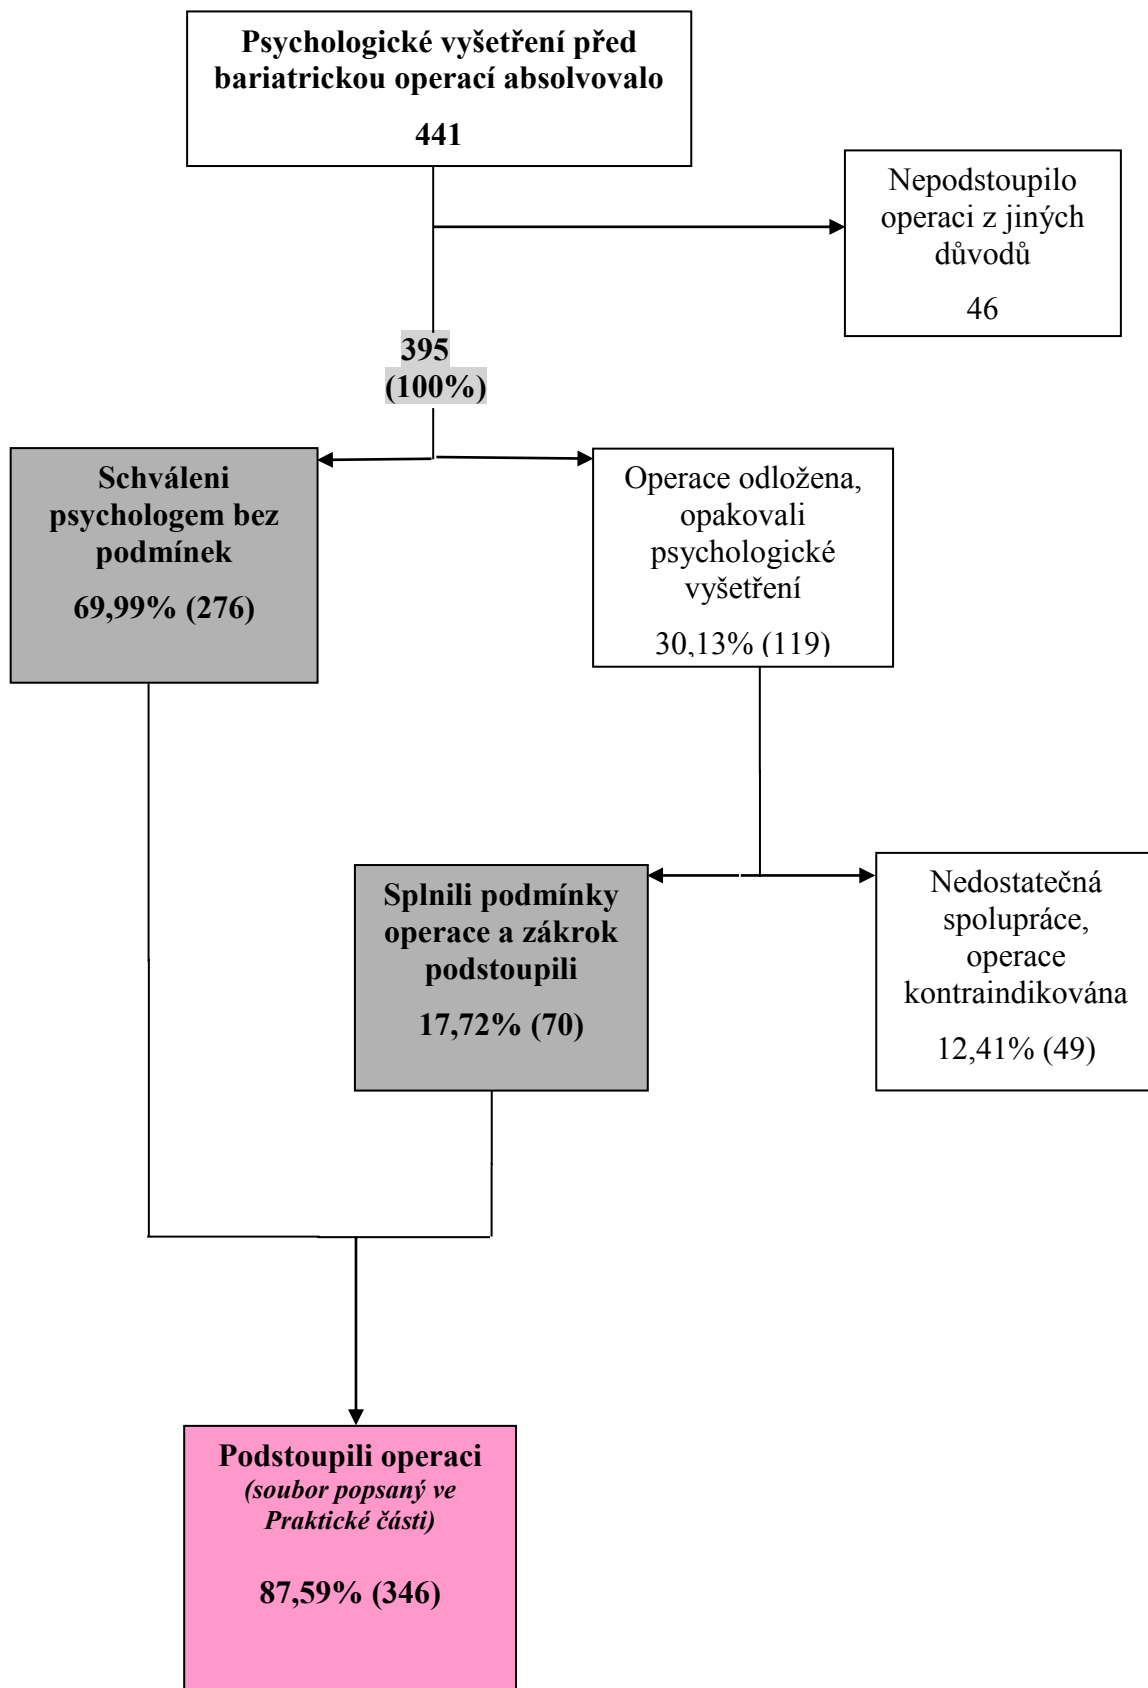 Psychologické vyšetření před
bariatrickou operací absolvovalo
441
Nepodstoupilo
operaci z jiných
důvodů
46
395
(100%)
Schváleni
psychologem bez
podmínek
69,99% (276)
Operace odložena,
opakovali
psychologické
vyšetření
30,13% (119)
Splnili podmínky
operace a zákrok
podstoupili
17,72% (70)
Nedostatečná
spolupráce,
operace
kontraindikována
12,41% (49)
Podstoupili operaci
(soubor popsaný ve
Praktické části)
87,59% (346)